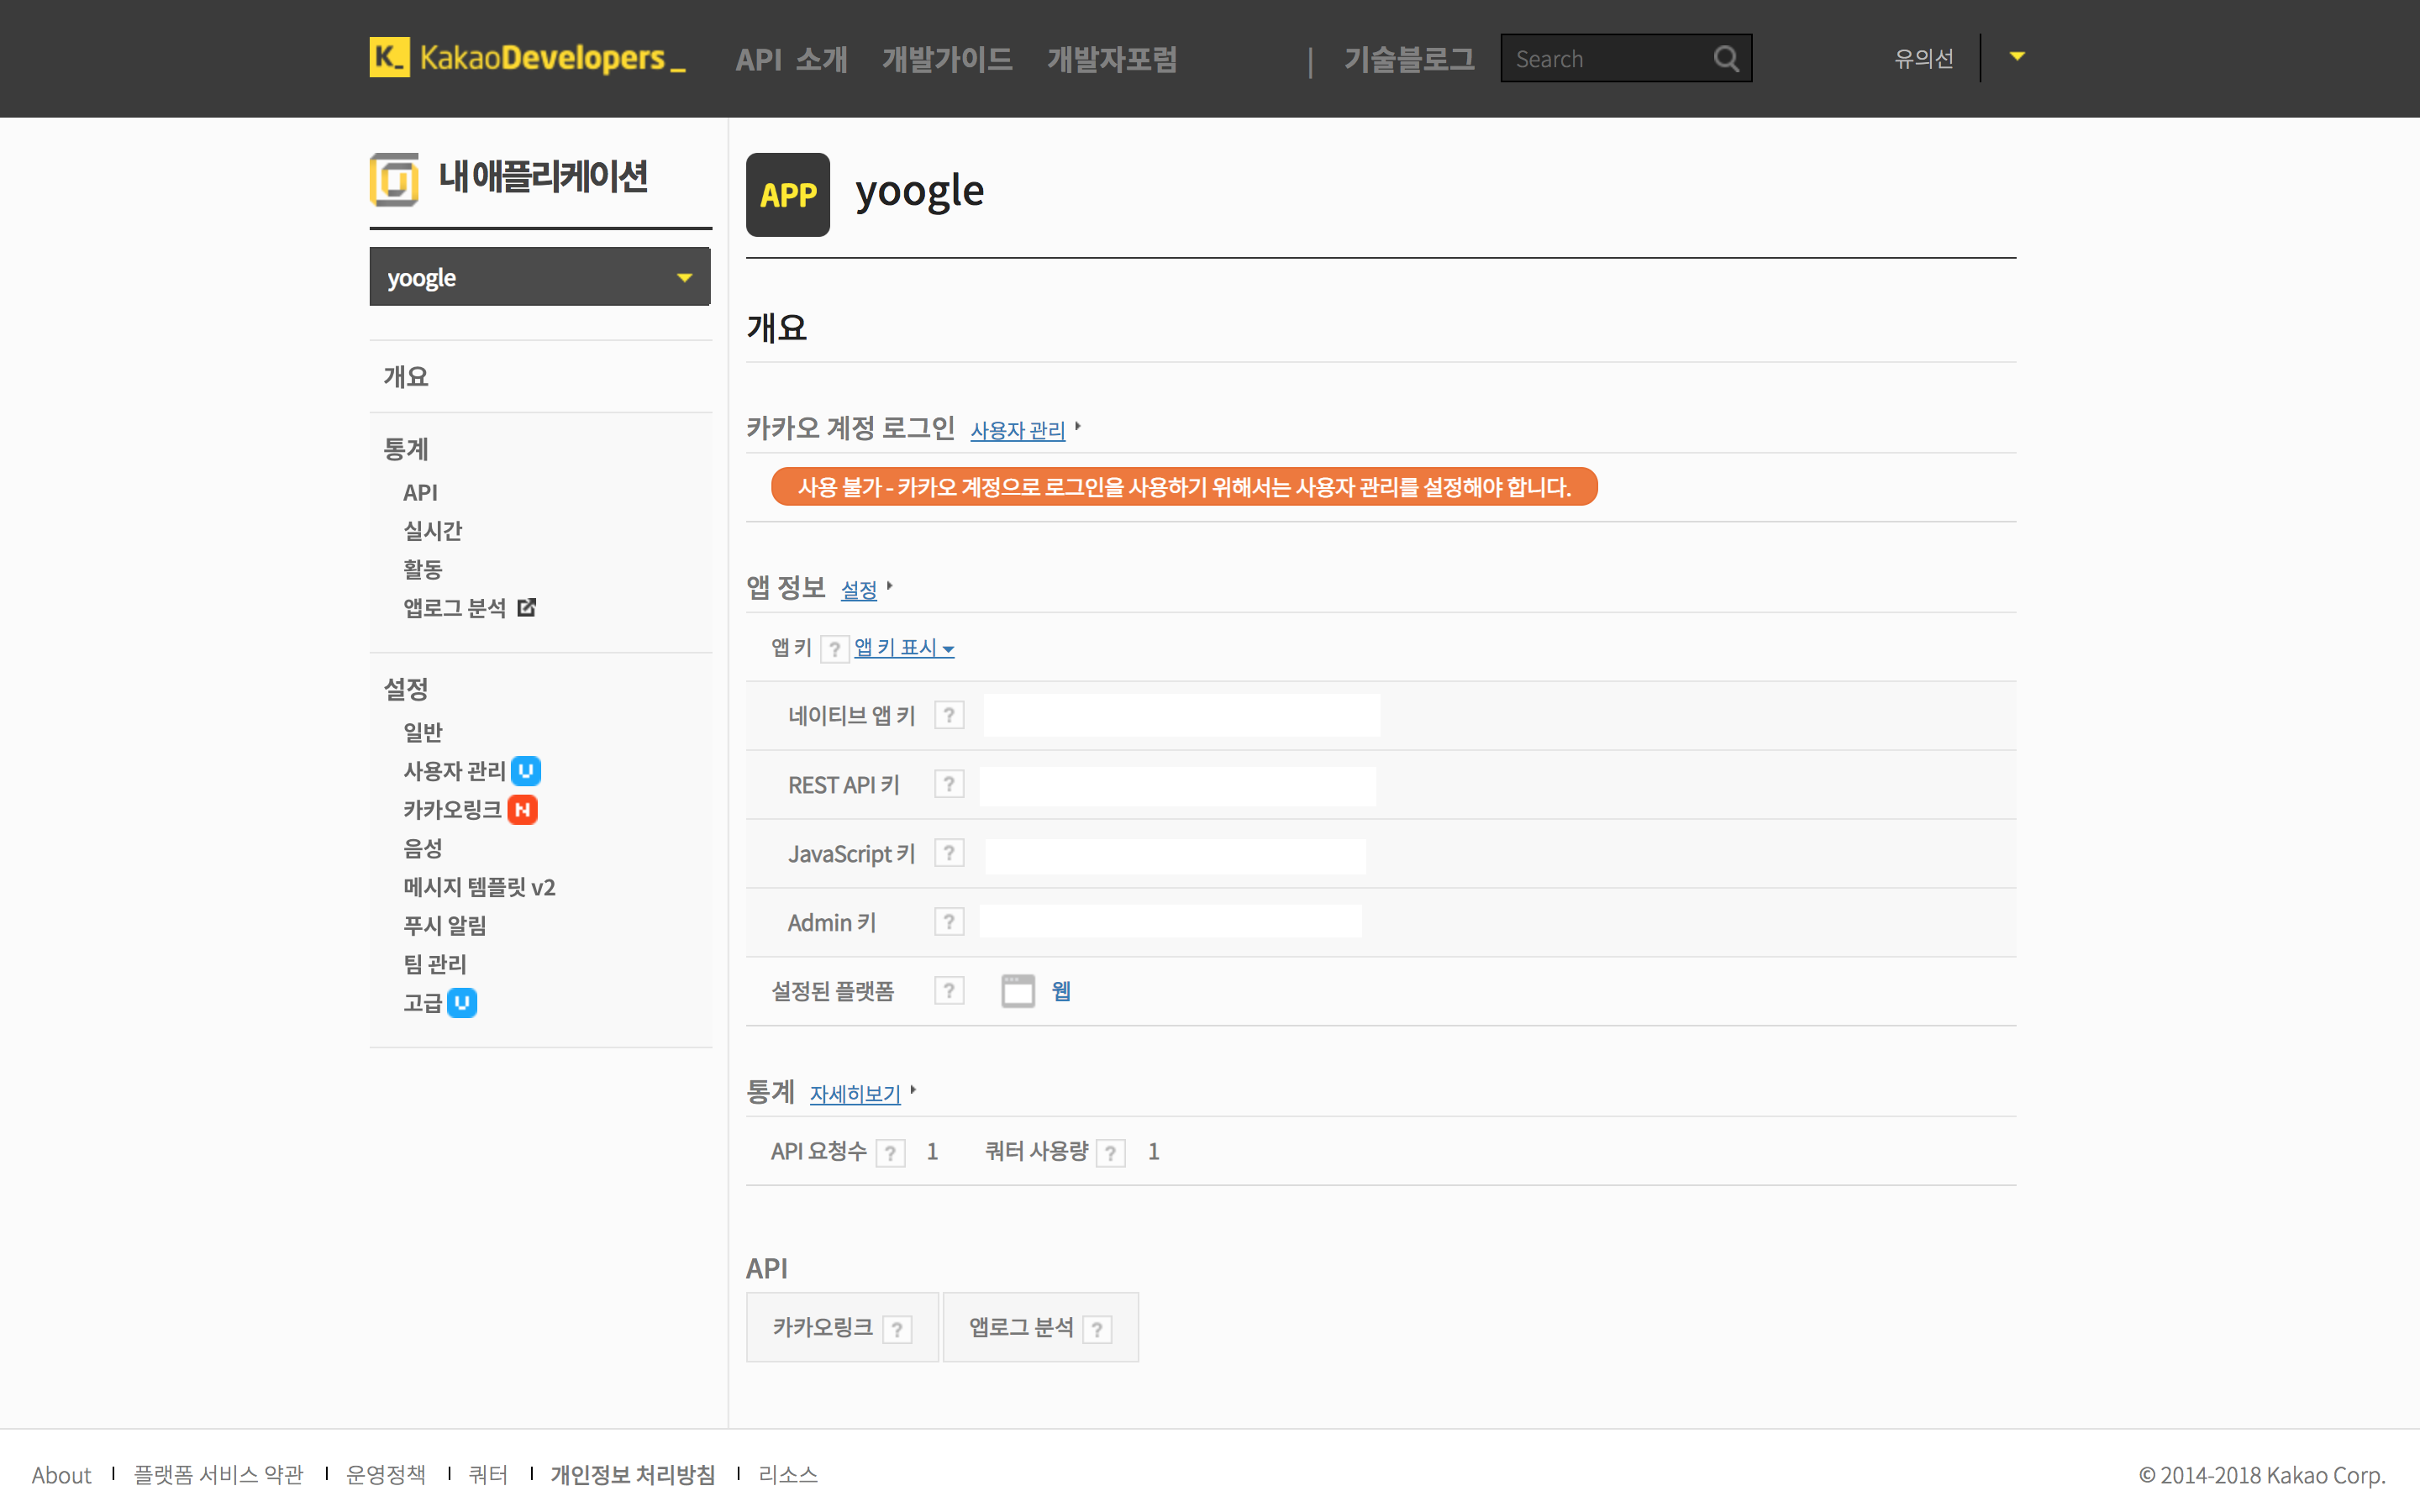 K_ KakaoDevelopers_ API 소개 개발가이드 개발자포럼 | 기술블로그 Search 유의선
내 애플리케이션
yoogle
개요
통계
API
실시간
활동
앱로그 분석
설정
일반
사용자 관리 U
카카오링크 N
음성
메시지 템플릿 v2
푸시 알림
팀 관리
고급 U
APP yoogle
개요
카카오 계정 로그인 사용자 관리
사용 불가 - 카카오 계정으로 로그인을 사용하기 위해서는 사용자 관리를 설정해야 합니다.
앱 정보 설정
앱 키 ? 앱 키 표시
네이티브 앱 키 ?
REST API 키 ?
JavaScript 키 ?
Admin 키 ?
설정된 플랫폼 ? 웹
통계 자세히보기
API 요청수 ? 1 쿼터 사용량 ? 1
API
카카오링크 ? 앱로그 분석 ?
About | 플랫폼 서비스 약관 | 운영정책 | 쿼터 | 개인정보 처리방침 | 리소스 © 2014-2018 Kakao Corp.